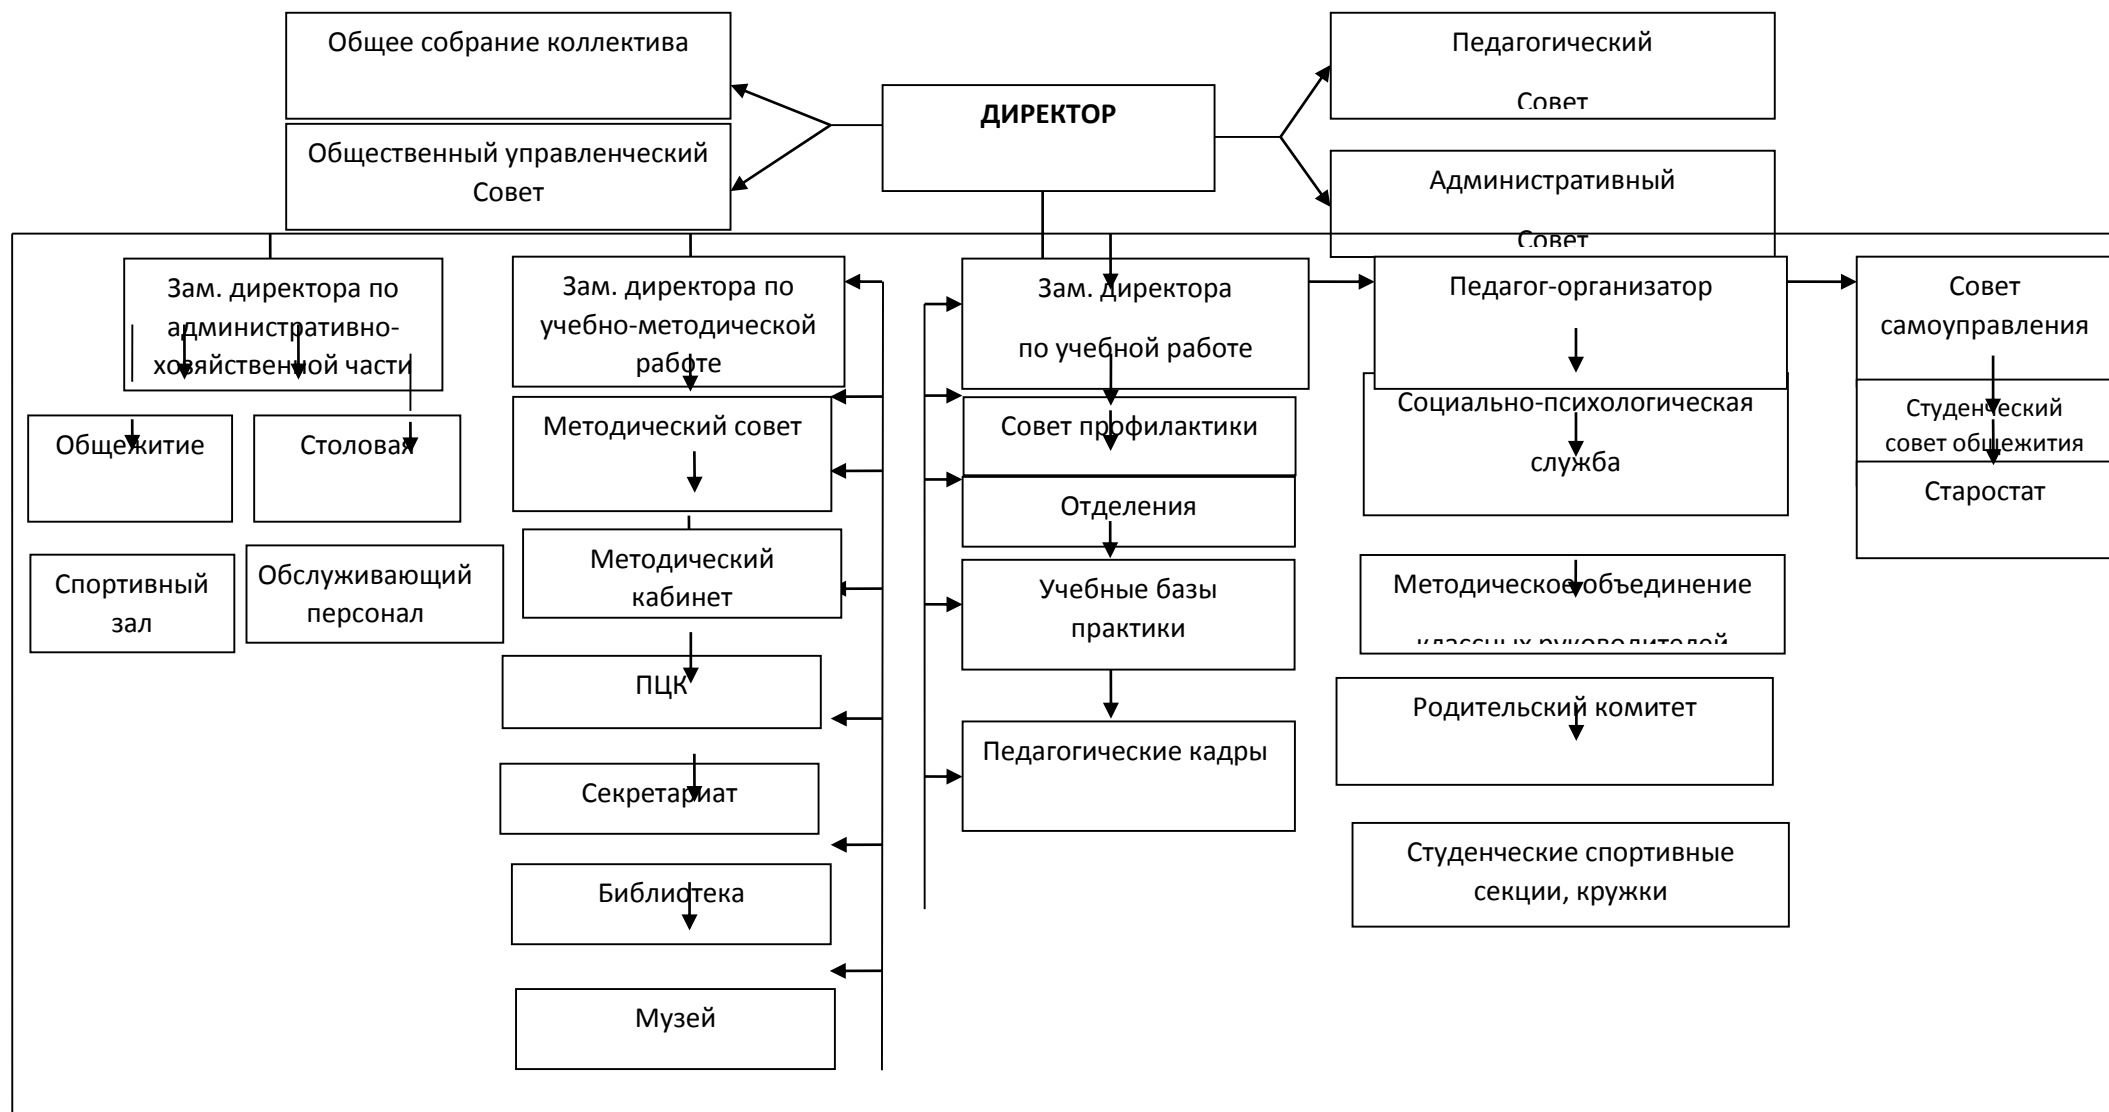 Общее собрание коллектива
Общественный управленческий
Совет
ДИРЕКТОР
Педагогический
Совет
Административный
Совет
Зам. директора по
административно-
хозяйственной части
Общежитие
Столовая
Спортивный
зал
Обслуживающий
персонал
Зам. директора по
учебно-методической
работе
Методический совет
Методический
кабинет
ПЦК
Секретариат
Библиотека
Музей
Зам. директора
по учебной работе
Совет профилактики
Отделения
Учебные базы
практики
Педагогические кадры
Педагог-организатор
Социально-психологическая
служба
Методическое объединение
классных руководителей
Родительский комитет
Студенческие спортивные
секции, кружки
Совет
самоуправления
Студенческий
совет общежития
Старостат